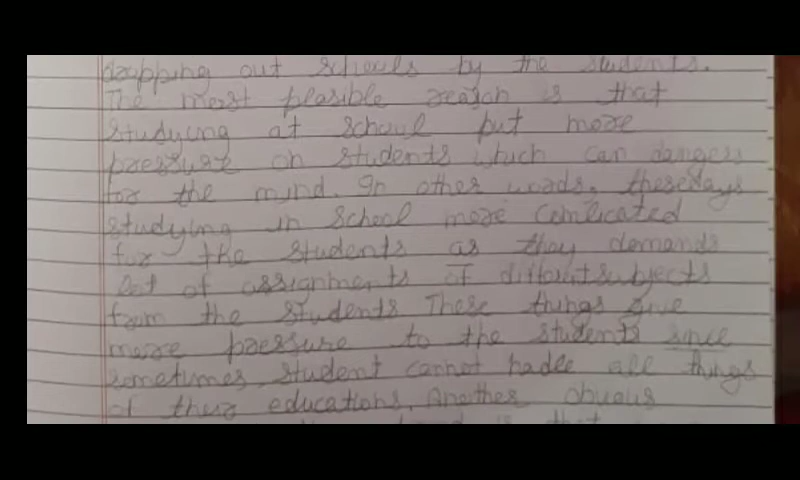 dropping out schools by the students.
The most plasible reason is that
studying at school put more
pressure on students which can dangers
for the mind. In other words, thesedays
studying in school more complicated
for the students as they demands
lot of assignments of different subjects
from the students These things give
more pressure to the students since
sometimes, student cannot hadle all things
of their educations. Another obvious
is that